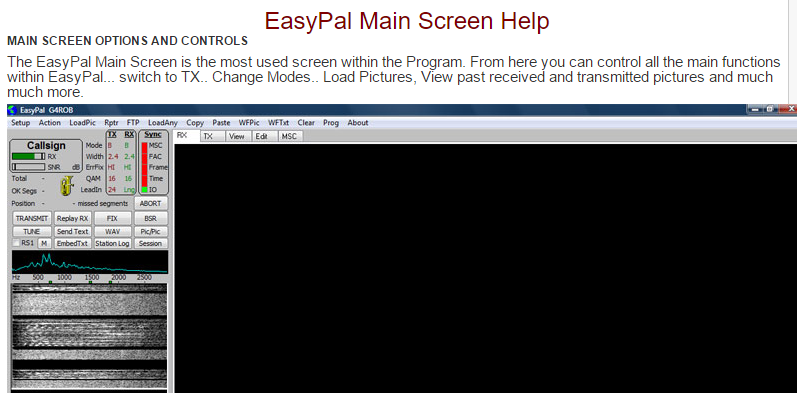 EasyPal Main Screen Help
MAIN SCREEN OPTIONS AND CONTROLS
The EasyPal Main Screen is the most used screen within the Program. From here you can control all the main functions
within EasyPal... switch to TX.. Change Modes.. Load Pictures, View past received and transmitted pictures and much
much more.
EasyPal G4ROB
Setup Action LoadPic Rptr FTP LoadAny Copy Paste WFPic WFTxt Clear Prog About
RX TX View Edit MSC
Callsign
RX
SNR dB
TX RX Sync
Mode B B MSC
Width 2.4 2.4 FAC
ErrFix HI HI Frame
QAM 16 16 Time
LeadIn 24 Lng IO
Total -
OK Segs -
Position - - missed segments ABORT
TRANSMIT Replay RX FIX BSR
TUNE Send Text WAV Pic/Pic
RS1 M EmbedTxt Station Log Session
Hz 500 1000 1500 2000 2500